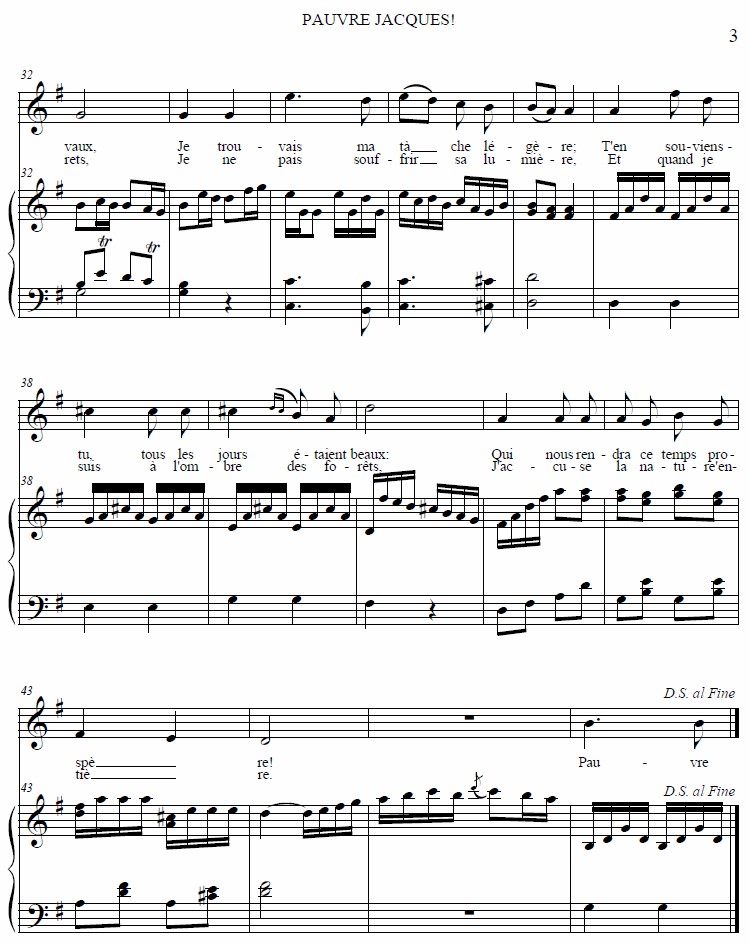 PAUVRE JACQUES!
3
32
vaux, Je trou - vais ma tâ___ che lé - gè - re; T'en sou-viens -
rets, Je ne pais souf - frir___ sa lu - miè - re, Et quand je
32
tr tr
38
tu, tous les jours é - taient beaux: Qui nous ren - dra ce temps pro-
suis à l'om - bre des fo - rêts, J'ac - cu - se la na - tu - re'en-
38
43
D.S. al Fine
spè___ re! Pau - vre
tiè___ re.
43
D.S. al Fine